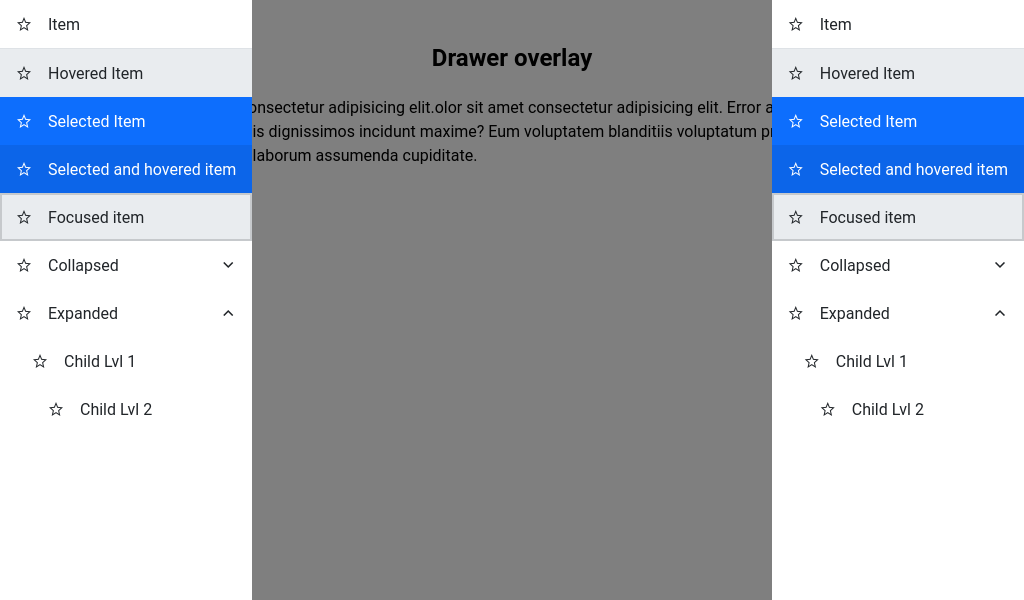 Item
Hovered Item
Selected Item
Selected and hovered item
Focused item
Collapsed
Expanded
Child Lvl 1
Child Lvl 2
Drawer overlay
onsectetur adipisicing elit.olor sit amet consectetur adipisicing elit. Error a
is dignissimos incidunt maxime? Eum voluptatem blanditiis voluptatum
laborum assumenda cupiditate.
Item
Hovered Item
Selected Item
Selected and hovered item
Focused item
Collapsed
Expanded
Child Lvl 1
Child Lvl 2